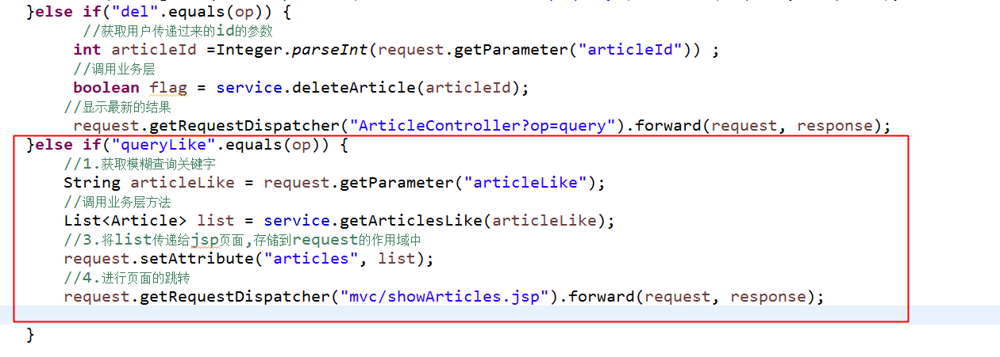 }else if("del".equals(op)) {
//获取用户传递过来的id的参数
int articleId =Integer.parseInt(request.getParameter("articleId")) ;
//调用业务层
boolean flag = service.deleteArticle(articleId);
//显示最新的结果
request.getRequestDispatcher("ArticleController?op=query").forward(request, response);
}else if("queryLike".equals(op)) {
//1.获取模糊查询关键字
String articleLike = request.getParameter("articleLike");
//调用业务层方法
List<Article> list = service.getArticlesLike(articleLike);
//3.将list传递给jsp页面,存储到request的作用域中
request.setAttribute("articles", list);
//4.进行页面的跳转
request.getRequestDispatcher("mvc/showArticles.jsp").forward(request, response);
}